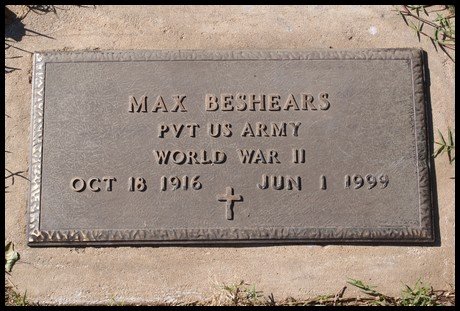 MAX BESHEARS
PVT US ARMY
WORLD WAR II
OCT 18 1916 JUN 1 1999